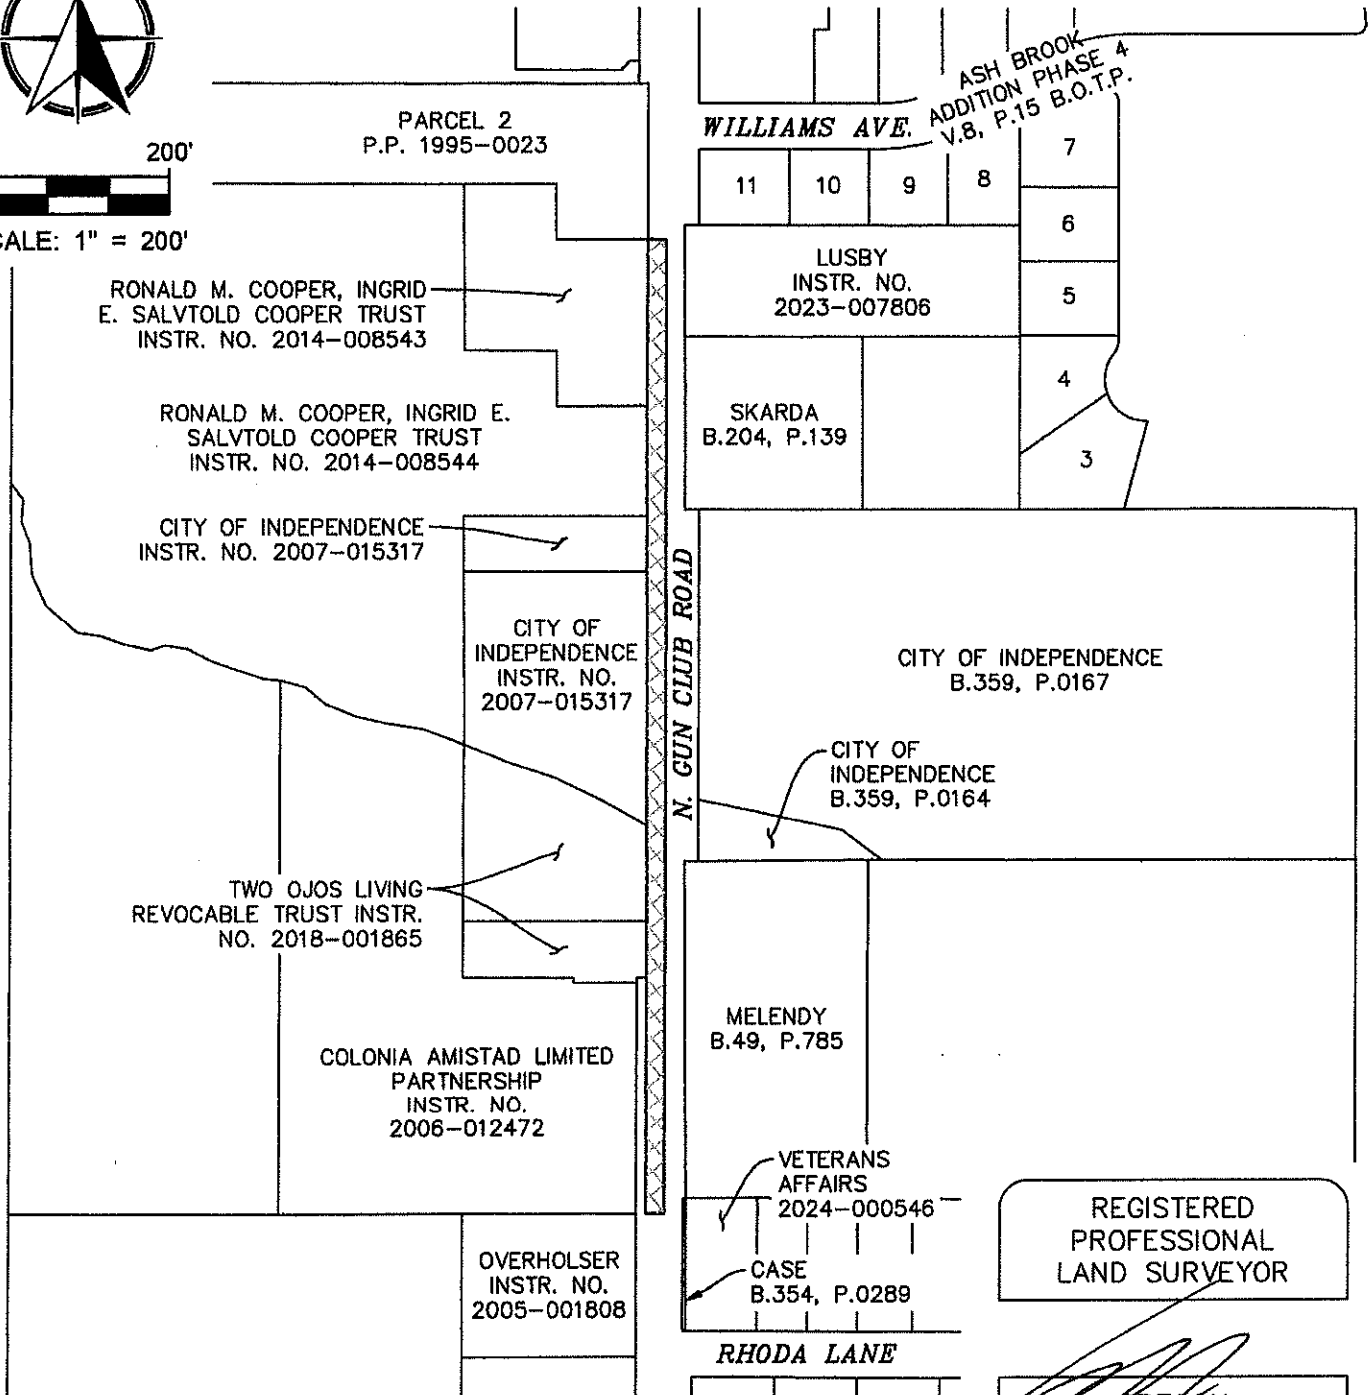 ASH BROOK
ADDITION PHASE 4
V.8, P.15 B.O.T.P.
PARCEL 2
P.P. 1995-0023
WILLIAMS AVE.
200'
11
10
9
8
7
6
5
4
3
SCALE: 1" = 200'
LUSBY
INSTR. NO.
2023-007806
RONALD M. COOPER, INGRID
E. SALVTOLD COOPER TRUST
INSTR. NO. 2014-008543
RONALD M. COOPER, INGRID E.
SALVTOLD COOPER TRUST
INSTR. NO. 2014-008544
SKARDA
B.204, P.139
CITY OF INDEPENDENCE
INSTR. NO. 2007-015317
CITY OF
INDEPENDENCE
INSTR. NO.
2007-015317
N. GUN CLUB ROAD
CITY OF INDEPENDENCE
B.359, P.0167
CITY OF
INDEPENDENCE
B.359, P.0164
TWO OJOS LIVING
REVOCABLE TRUST INSTR.
NO. 2018-001865
MELENDY
B.49, P.785
COLONIA AMISTAD LIMITED
PARTNERSHIP
INSTR. NO.
2006-012472
VETERANS
AFFAIRS
2024-000546
CASE
B.354, P.0289
OVERHOLSER
INSTR. NO.
2005-001808
RHODA LANE
REGISTERED
PROFESSIONAL
LAND SURVEYOR